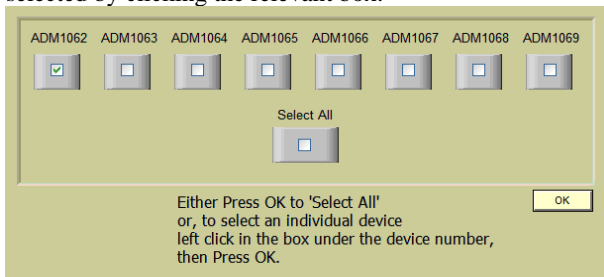 selected by clicking the relevant box.
ADM1062 ADM1063 ADM1064 ADM1065 ADM1066 ADM1067 ADM1068 ADM1069
Select All
Either Press OK to 'Select All'
or, to select an individual device
left click in the box under the device number,
then Press OK.
OK